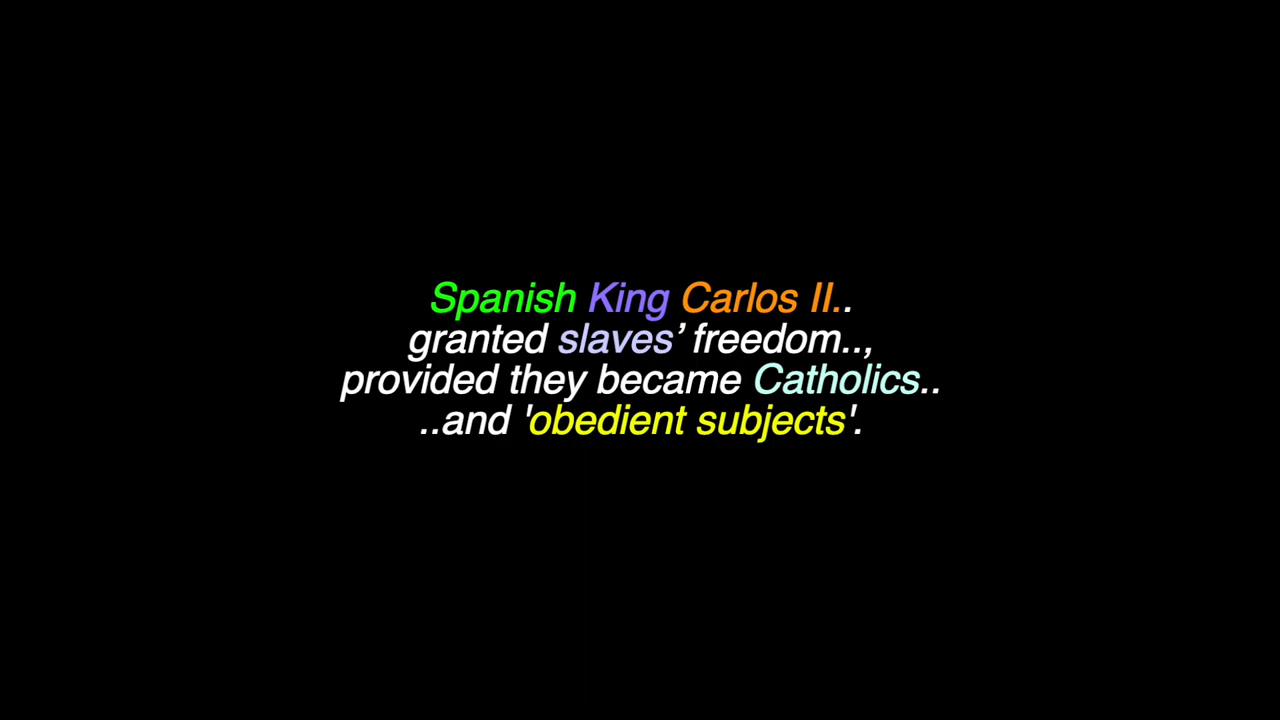 Spanish King Carlos II..
granted slaves’ freedom..,
provided they became Catholics..
..and 'obedient subjects'.